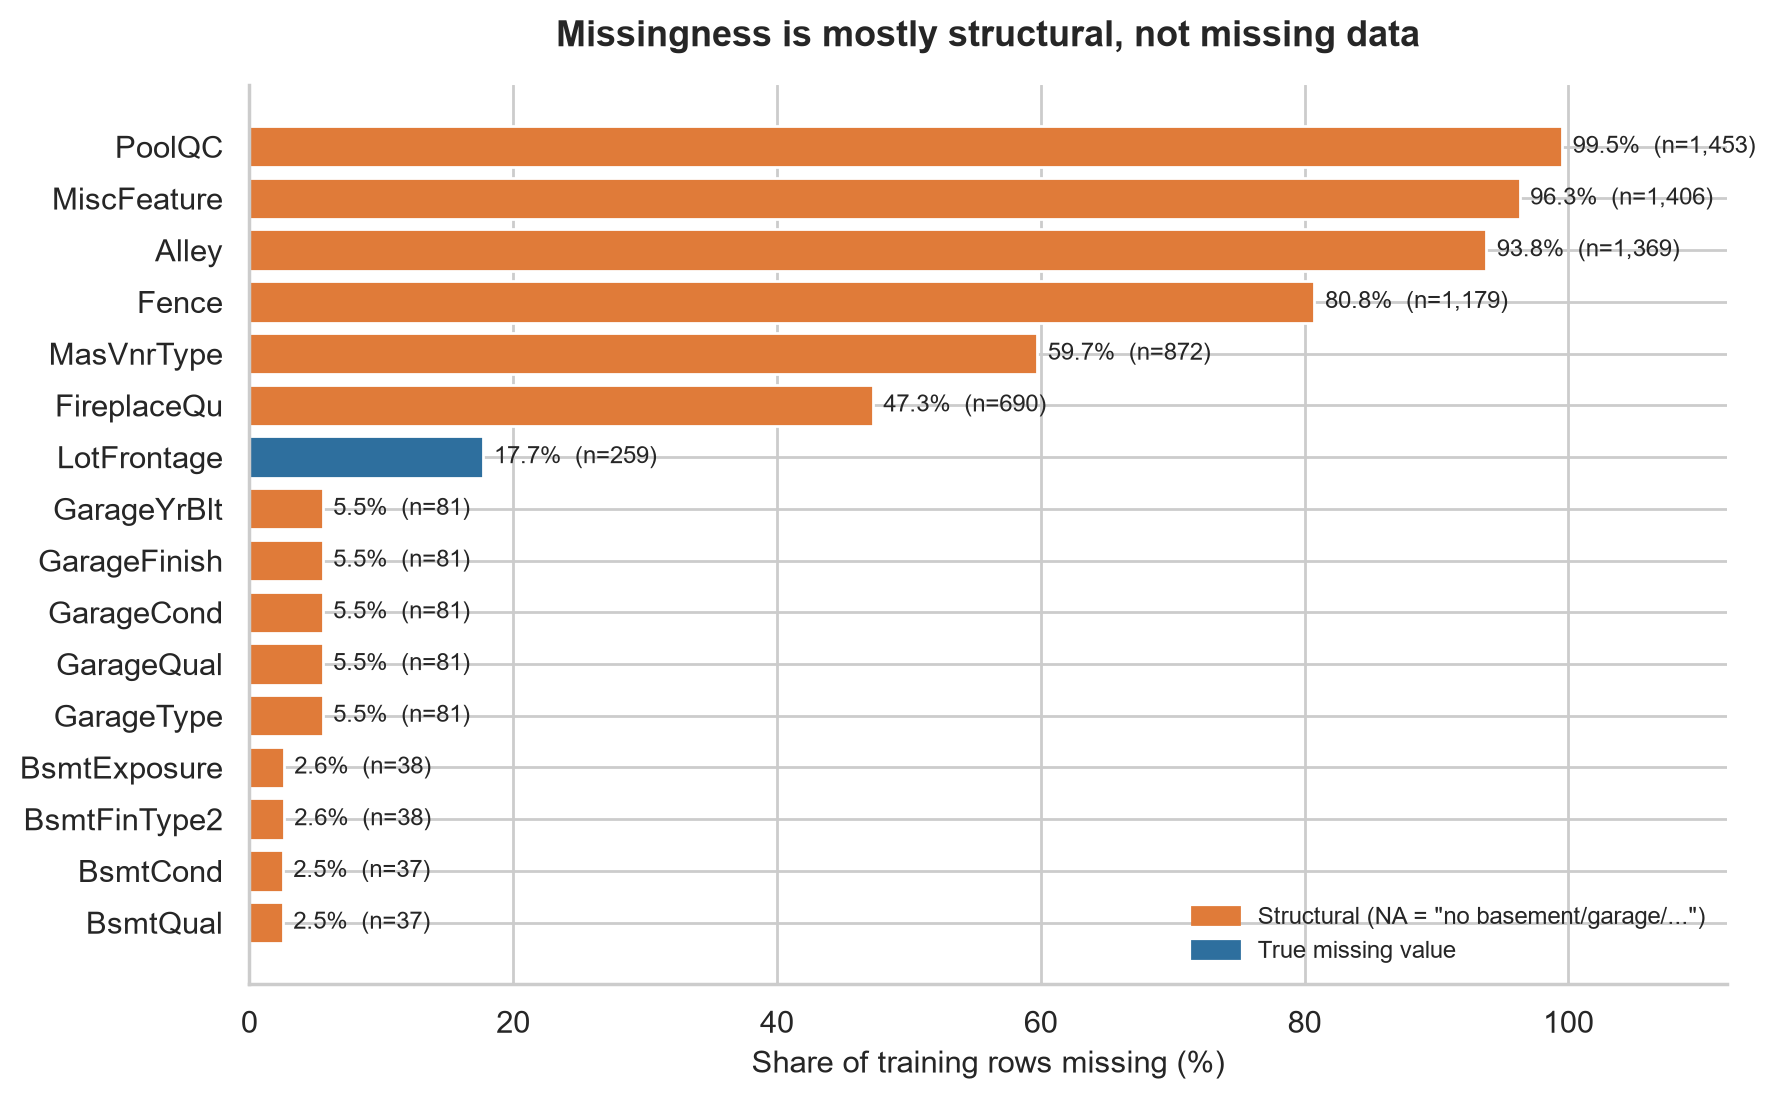 Missingness is mostly structural, not missing data
PoolQC 99.5% (n=1,453)
MiscFeature 96.3% (n=1,406)
Alley 93.8% (n=1,369)
Fence 80.8% (n=1,179)
MasVnrType 59.7% (n=872)
FireplaceQu 47.3% (n=690)
LotFrontage 17.7% (n=259)
GarageYrBlt 5.5% (n=81)
GarageFinish 5.5% (n=81)
GarageCond 5.5% (n=81)
GarageQual 5.5% (n=81)
GarageType 5.5% (n=81)
BsmtExposure 2.6% (n=38)
BsmtFinType2 2.6% (n=38)
BsmtCond 2.5% (n=37)
BsmtQual 2.5% (n=37)
Structural (NA = "no basement/garage/...")
True missing value
0 20 40 60 80 100
Share of training rows missing (%)